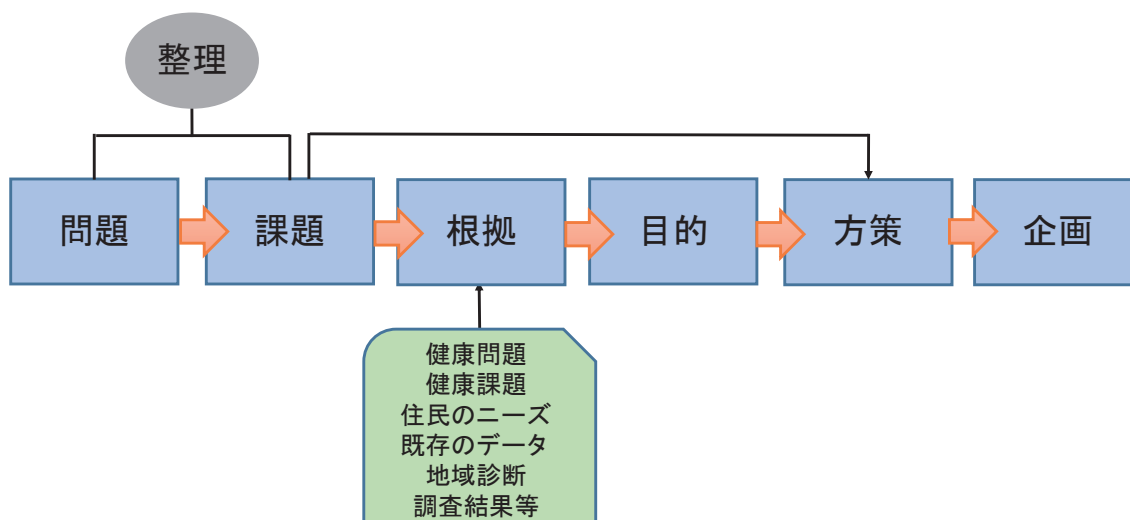 整理
問題
課題
根拠
目的
方策
企画
健康問題
健康課題
住民のニーズ
既存のデータ
地域診断
調査結果等